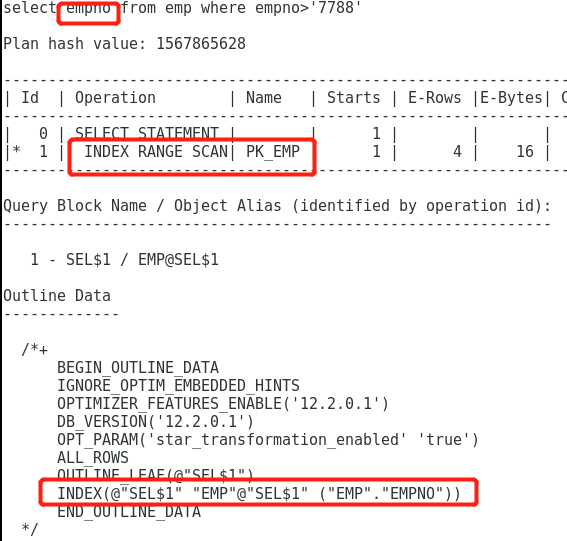 select empno from emp where empno>'7788'
Plan hash value: 1567865628
--------------------------------------------------------------
| Id  | Operation        | Name   | Starts | E-Rows |E-Bytes| C
--------------------------------------------------------------
|   0 | SELECT STATEMENT |        |      1 |        |       |
|*  1 |  INDEX RANGE SCAN| PK_EMP |      1 |      4 |    16 |
--------------------------------------------------------------
Query Block Name / Object Alias (identified by operation id):
-------------------------------------------------------------
1 - SEL$1 / EMP@SEL$1
Outline Data
-------------
/*+
BEGIN_OUTLINE_DATA
IGNORE_OPTIM_EMBEDDED_HINTS
OPTIMIZER_FEATURES_ENABLE('12.2.0.1')
DB_VERSION('12.2.0.1')
OPT_PARAM('star_transformation_enabled' 'true')
ALL_ROWS
OUTLINE_LEAF(@"SEL$1")
INDEX(@"SEL$1" "EMP"@"SEL$1" ("EMP"."EMPNO"))
END_OUTLINE_DATA
*/